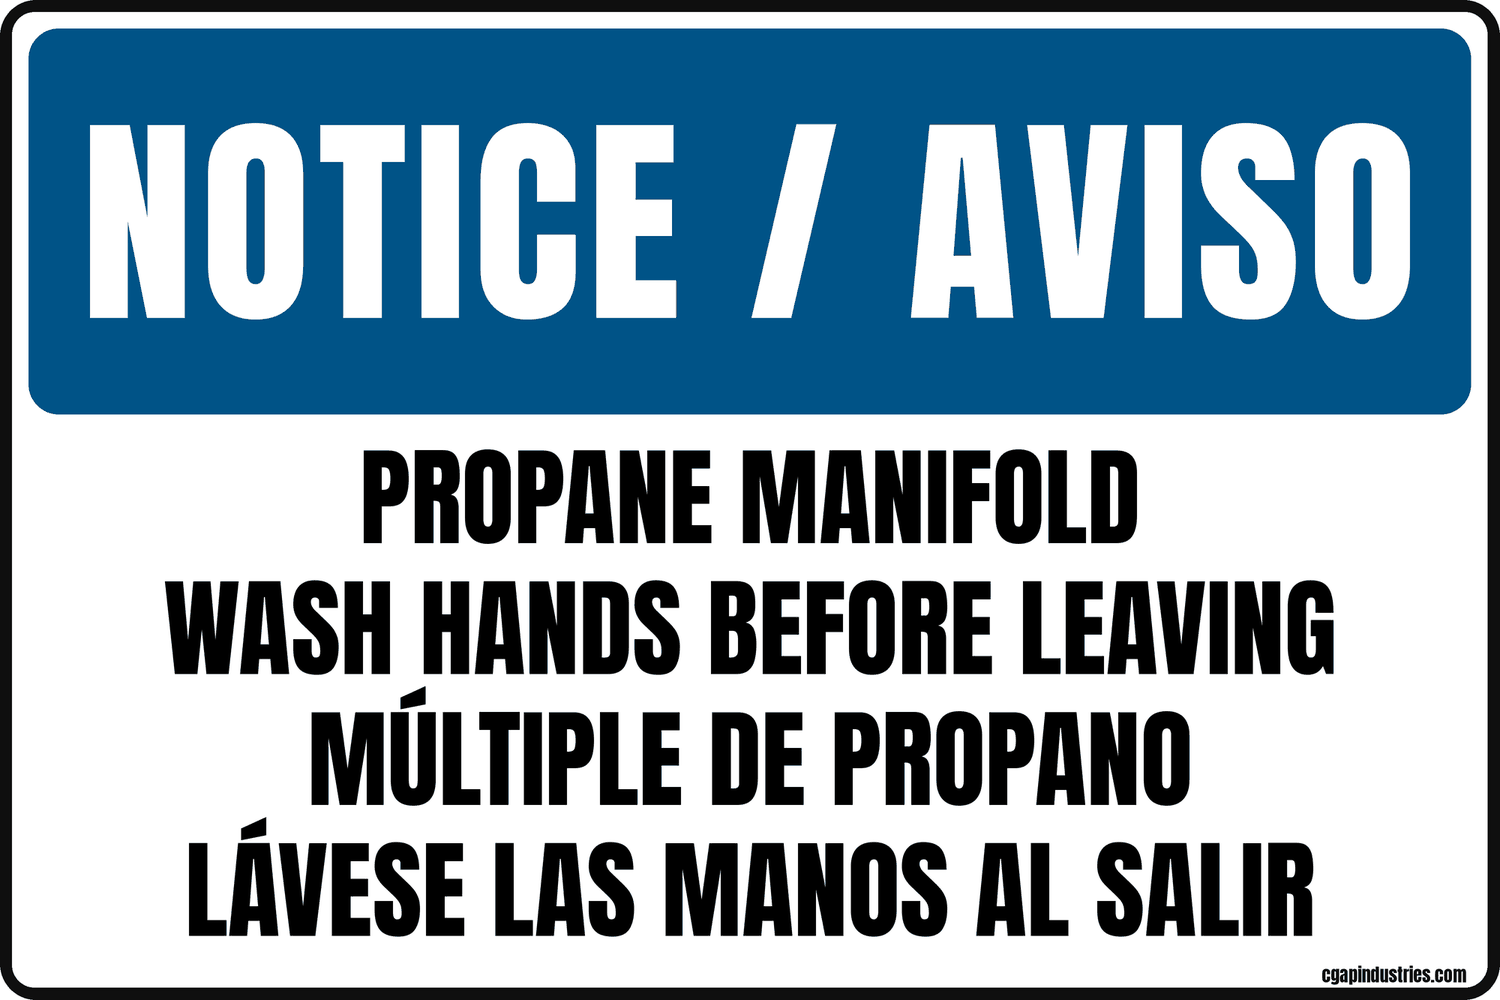 NOTICE / AVISO
PROPANE MANIFOLD
WASH HANDS BEFORE LEAVING
MÚLTIPLE DE PROPANO
LÁVESE LAS MANOS AL SALIR
cgapindustries.com